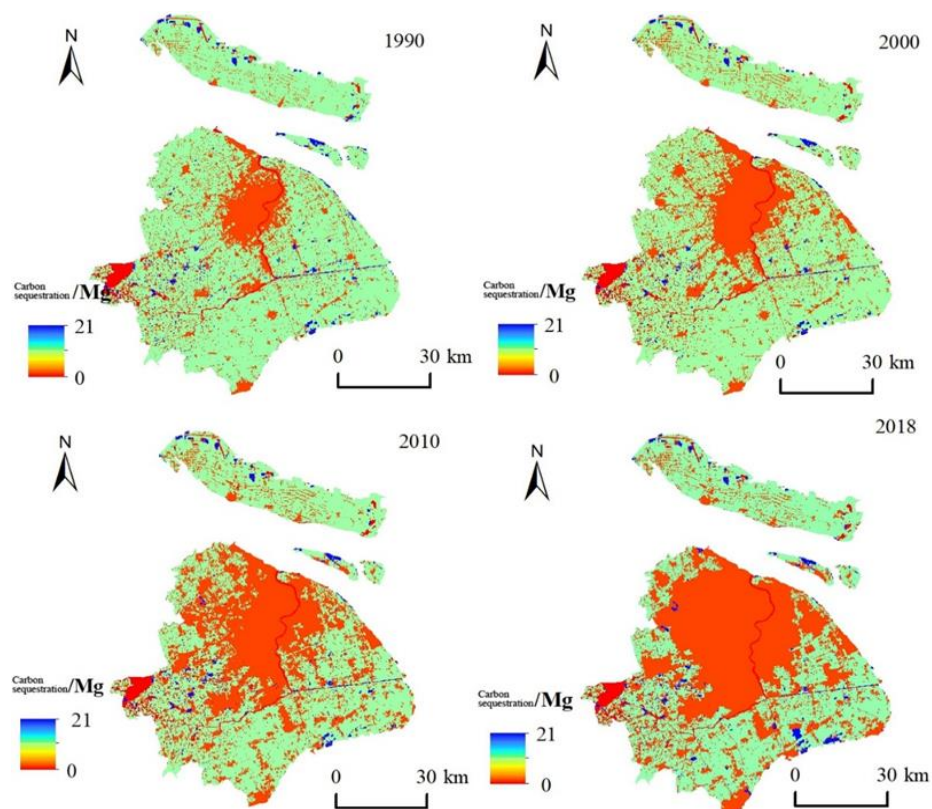 N
1990
Carbon
sequestration/Mg
21
0
0 30 km
N
2000
Carbon
sequestration/Mg
21
0
0 30 km
N
2010
Carbon
sequestration/Mg
21
0
0 30 km
N
2018
Carbon
sequestration/Mg
21
0
0 30 km